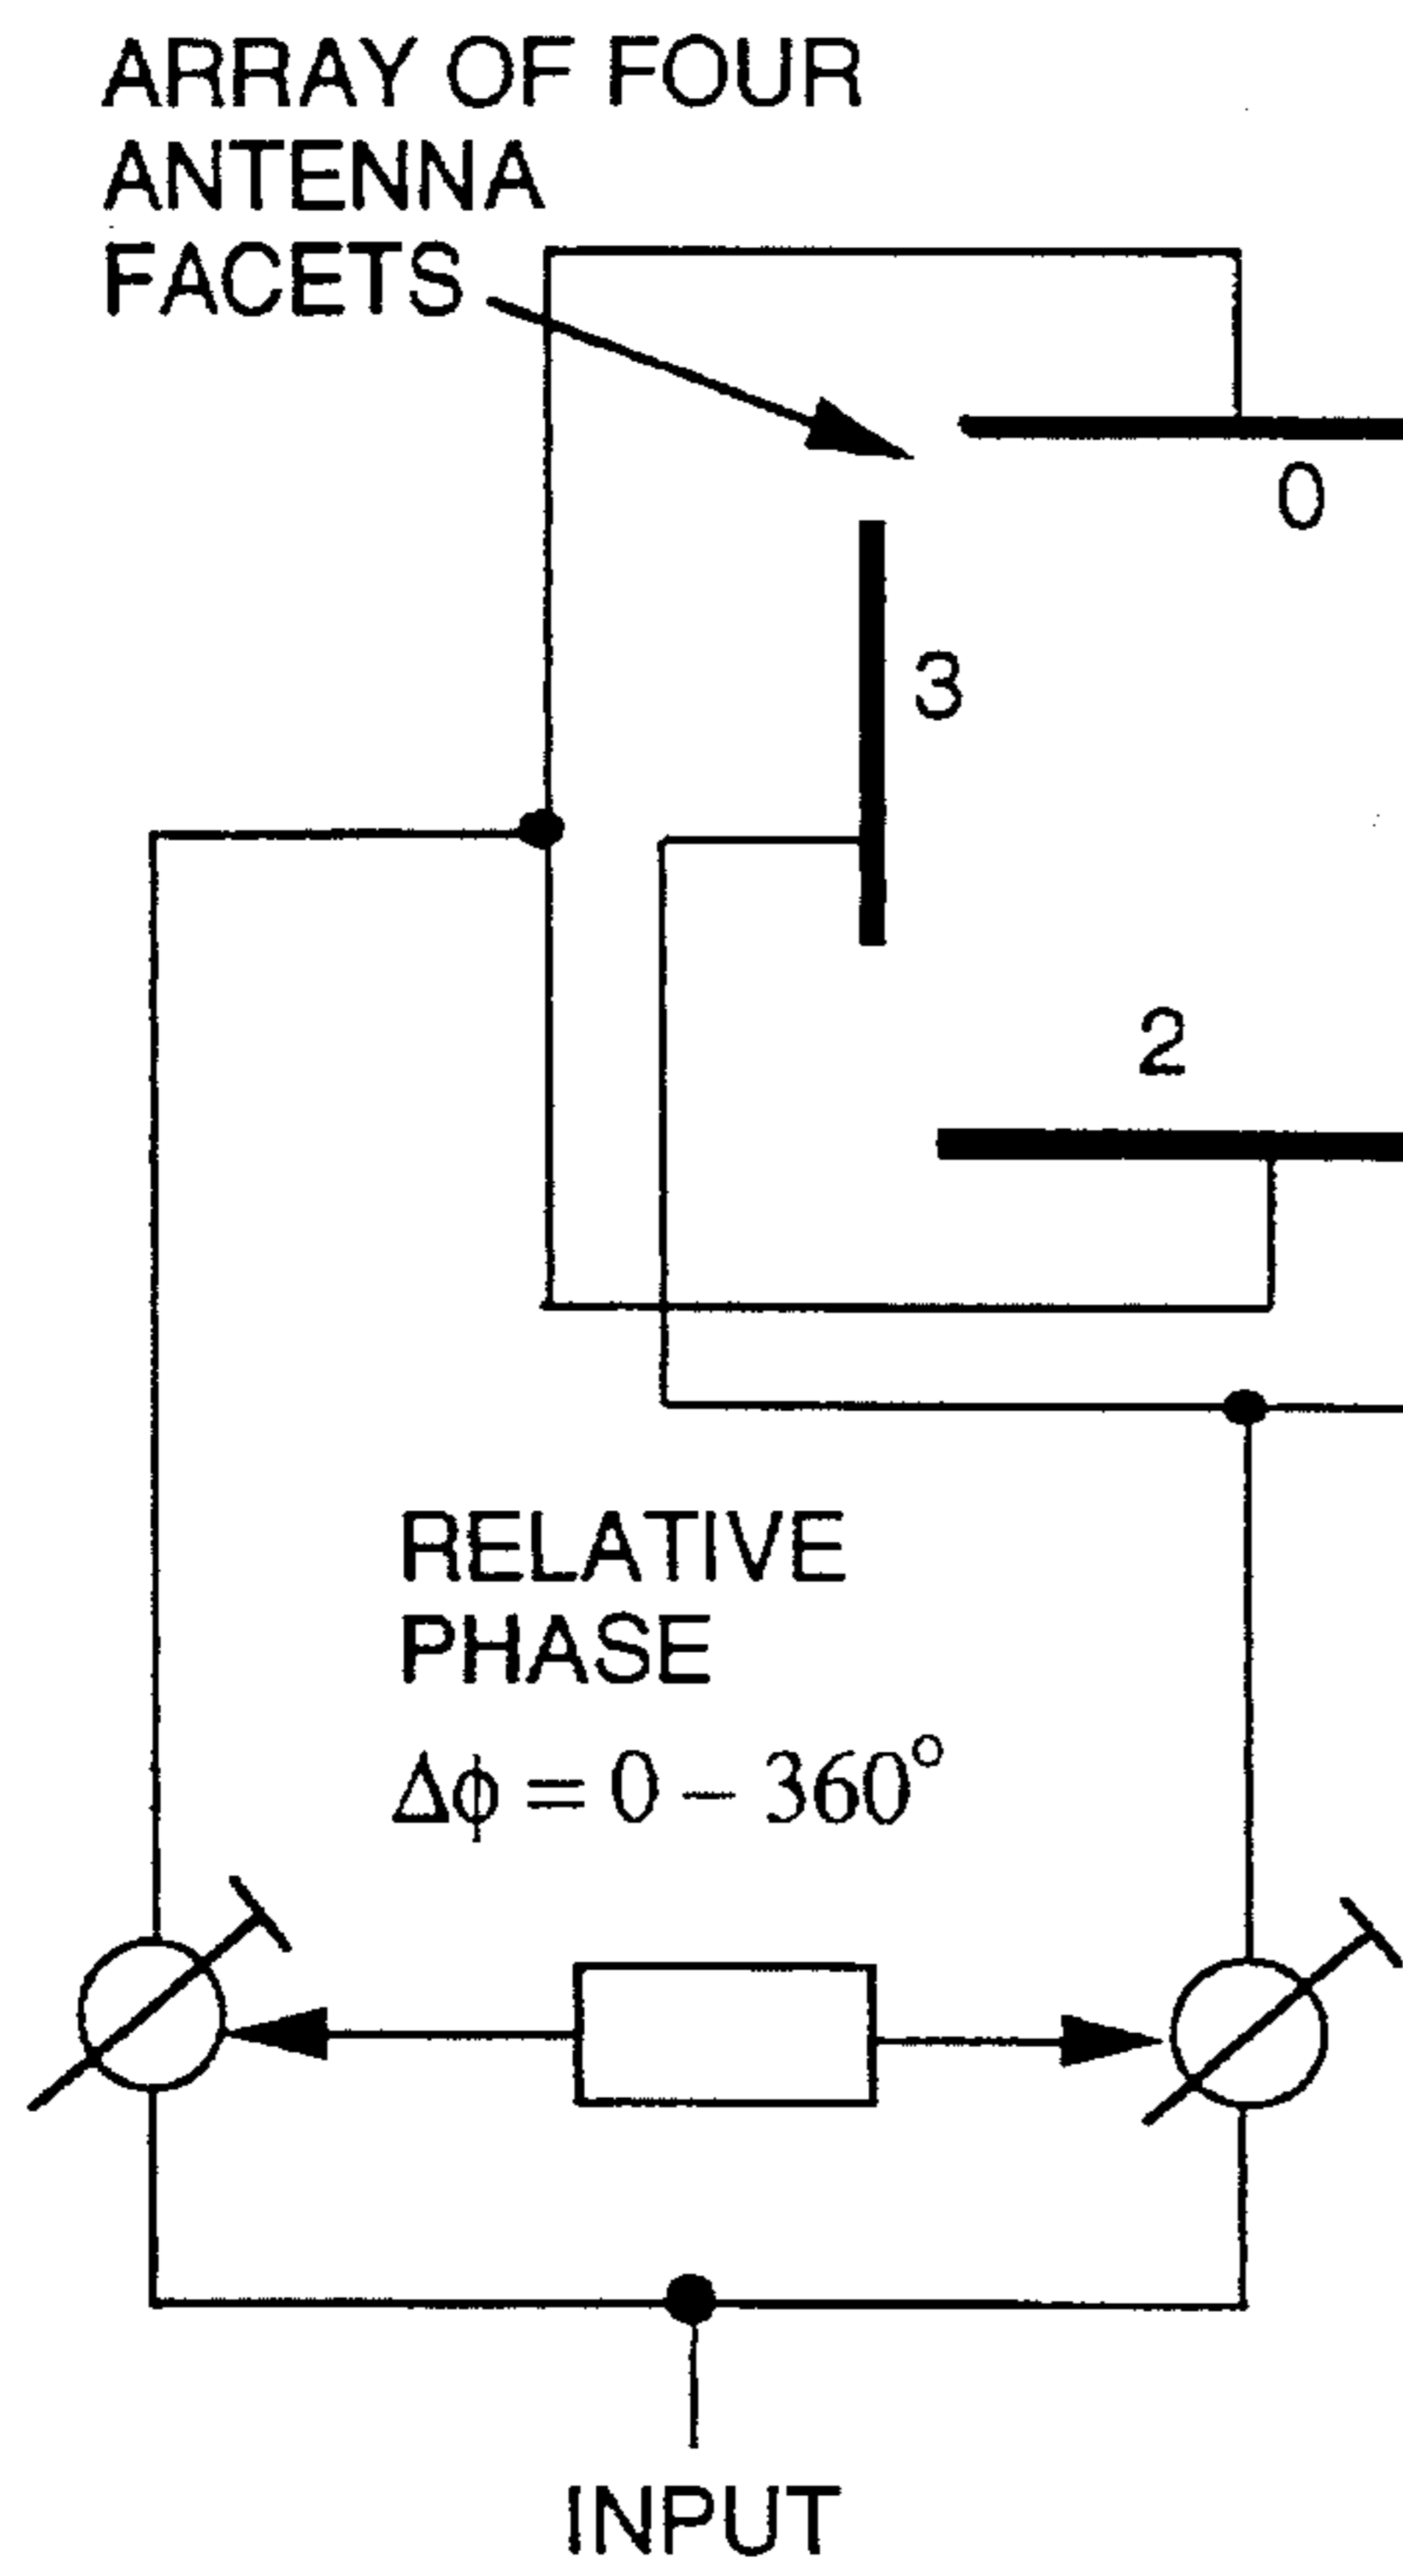 ARRAY OF FOUR
ANTENNA
FACETS
0
3
2
RELATIVE
PHASE
Δϕ = 0 – 360°
INPUT